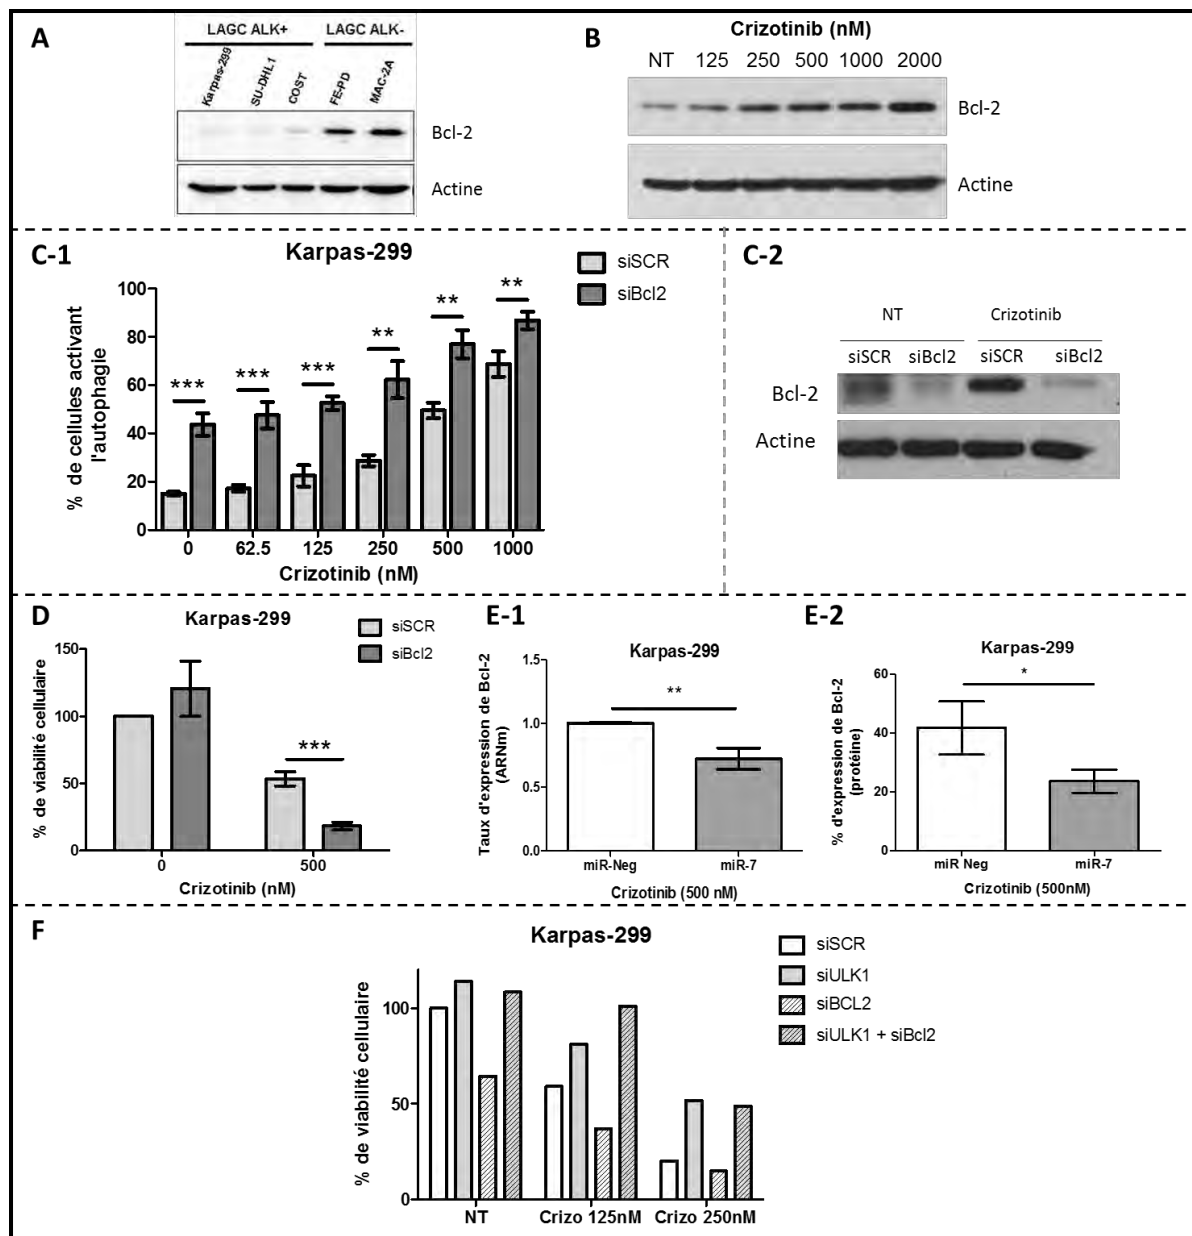 A
LAGC ALK+ LAGC ALK-
Karpas-299 SU-DHL1 COST FE-PD MAC-2A
Bcl-2
Actine
B
Crizotinib (nM)
NT 125 250 500 1000 2000
Bcl-2
Actine
C-1
Karpas-299
siSCR
siBcl2
% de cellules activant
l'autophagie
100
80
60
40
20
0
*** *** *** ** ** **
0 62.5 125 250 500 1000
Crizotinib (nM)
C-2
NT Crizotinib
siSCR siBcl2 siSCR siBcl2
Bcl-2
Actine
D
Karpas-299
siSCR
siBcl2
% de viabilité cellulaire
150
100
50
0
***
0 500
Crizotinib (nM)
E-1
Karpas-299
Taux d'expression de Bcl-2
(ARNm)
1.5
1.0
0.5
0.0
**
miR-Neg miR-7
Crizotinib (500 nM)
E-2
Karpas-299
% d'expression de Bcl-2
(protéine)
60
40
20
0
*
miR Neg miR-7
Crizotinib (500nM)
F
Karpas-299
siSCR
siULK1
siBCL2
siULK1 + siBcl2
% de viabilité cellulaire
100
50
0
NT Crizo 125nM Crizo 250nM